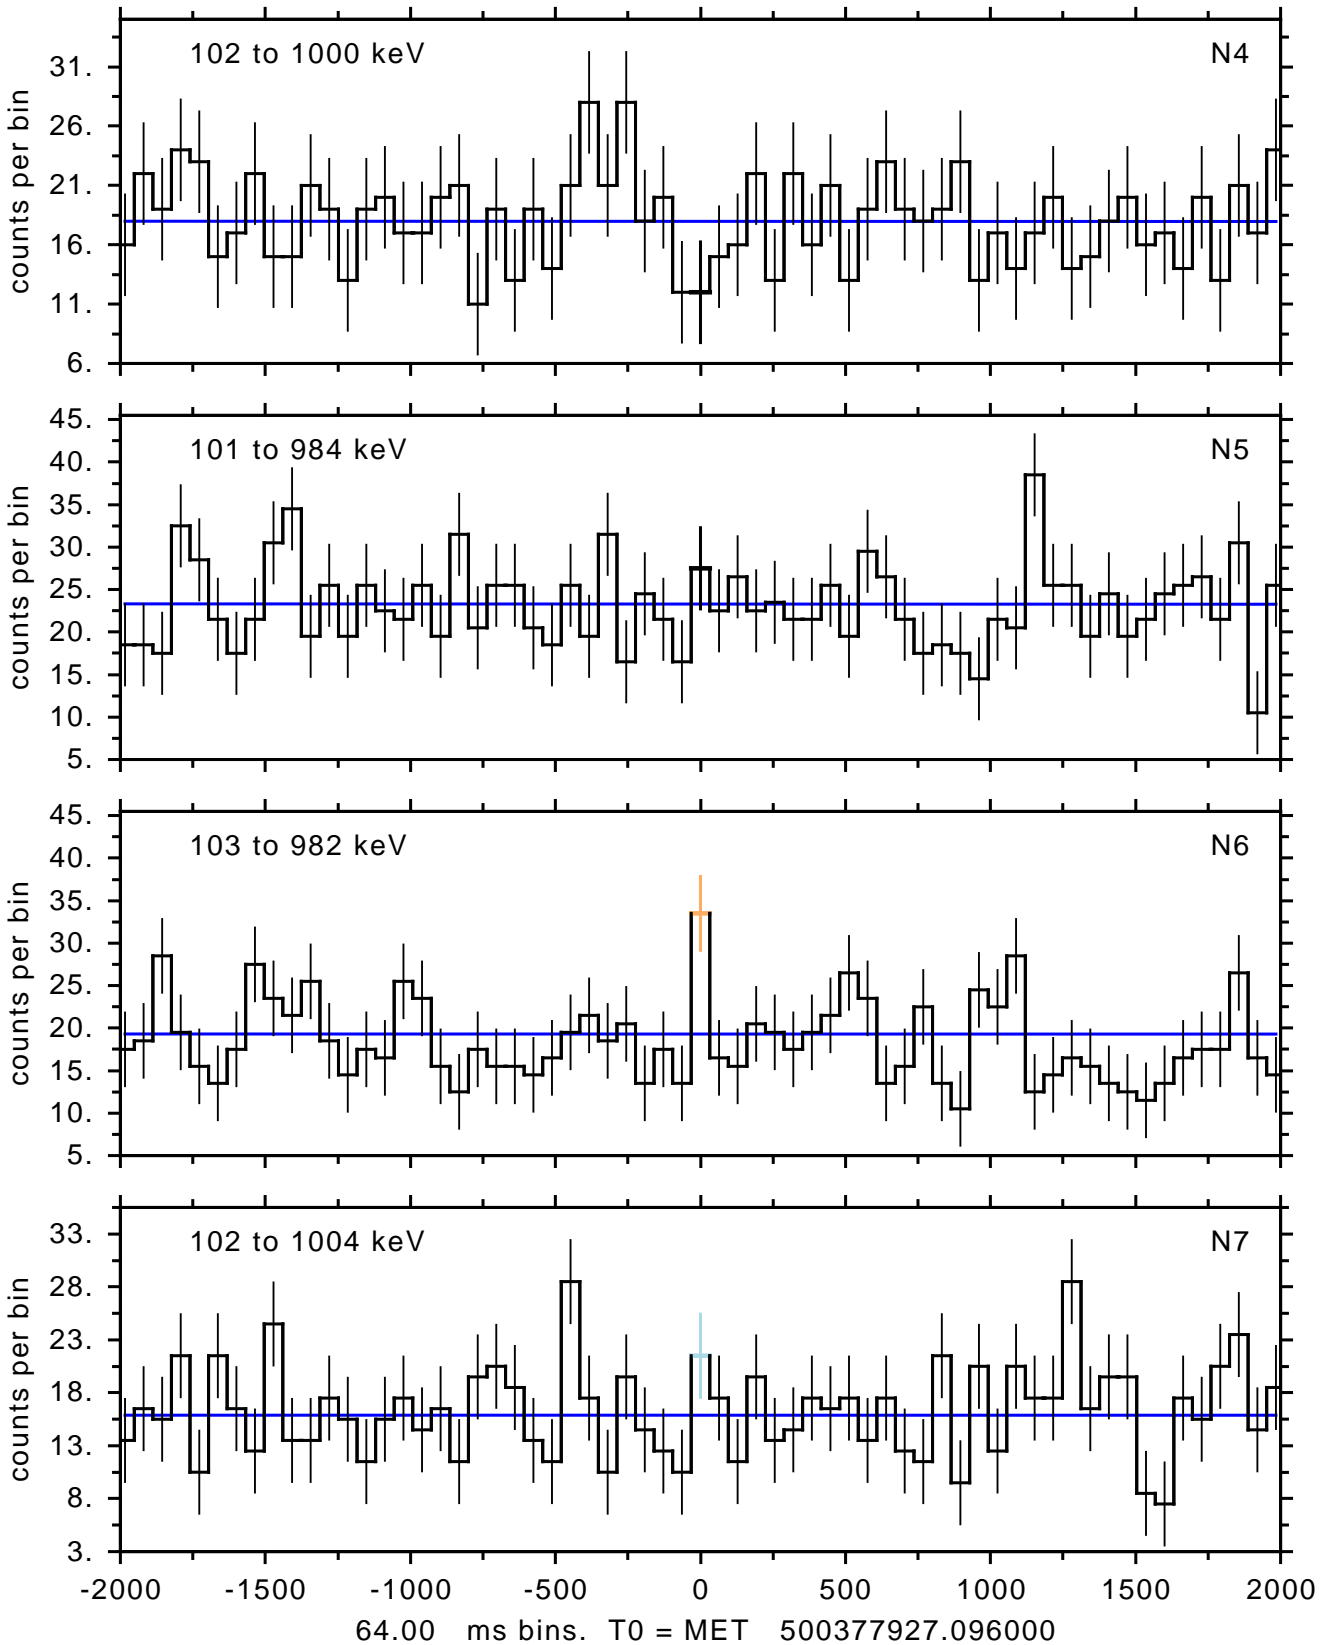 102 to 1000 keV
N4
31.
26.
21.
16.
11.
6.
counts per bin
101 to 984 keV
N5
45.
40.
35.
30.
25.
20.
15.
10.
5.
counts per bin
103 to 982 keV
N6
45.
40.
35.
30.
25.
20.
15.
10.
5.
counts per bin
102 to 1004 keV
N7
33.
28.
23.
18.
13.
8.
3.
counts per bin
-2000 -1500 -1000 -500 0 500 1000 1500 2000
64.00 ms bins. T0 = MET 500377927.096000